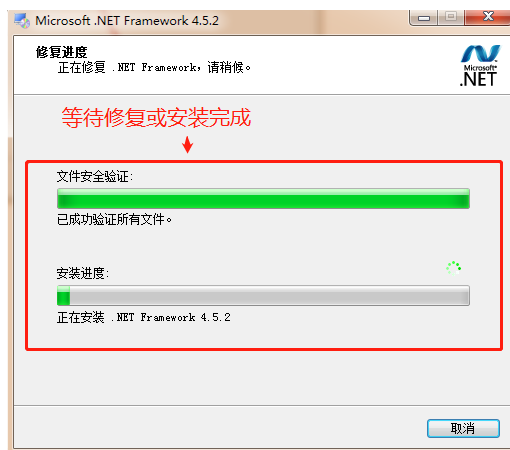 Microsoft .NET Framework 4.5.2
修复进度
正在修复 .NET Framework，请稍候。
Microsoft
.NET
等待修复或安装完成
文件安全验证:
已成功验证所有文件。
安装进度:
正在安装 .NET Framework 4.5.2
取消